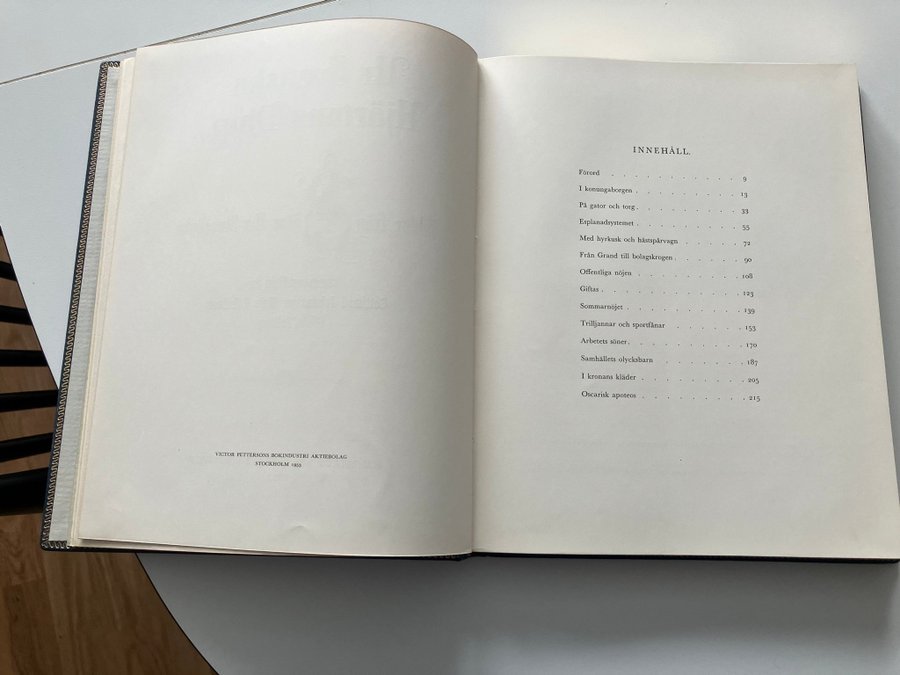 VICTOR PETTERSONS BOKINDUSTRI AKTIEBOLAG
STOCKHOLM 1953
INNEHÅLL.
Förord . . . . . . . . . . . 9
I konungaborgen . . . . . . . . . 13
På gator och torg . . . . . . . . . 33
Esplanadsystemet . . . . . . . . . 55
Med hyrkusk och hästspårvagn . . . . . . 72
Från Grand till bolagskrogen . . . . . . . 90
Offentliga nöjen . . . . . . . . . 108
Giftas . . . . . . . . . . . . 123
Sommarnöjet . . . . . . . . . . 139
Trilljannar och sportfånar . . . . . . . 153
Arbetets söner . . . . . . . . . . 170
Samhällets olycksbarn . . . . . . . . 187
I kronans kläder . . . . . . . . . 205
Oscarisk apoteos . . . . . . . . . 215